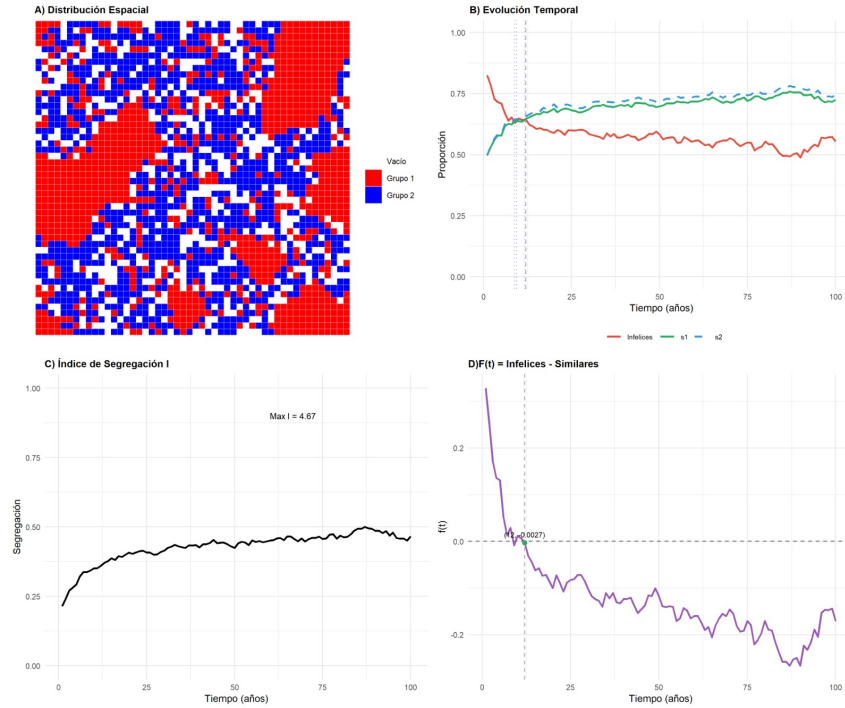 A) Distribución Espacial
Vacío
Grupo 1
Grupo 2
B) Evolución Temporal
Proporción
1.00
0.75
0.50
0.25
0.00
0 25 50 75 100
Tiempo (años)
Infelices s1 s2
C) Índice de Segregación I
Segregación
1.00
0.75
0.50
0.25
0.00
Max I = 4.67
0 25 50 75 100
Tiempo (años)
D)F(t) = Infelices - Similares
f(t)
0.2
0.0
-0.2
0 25 50 75 100
Tiempo (años)